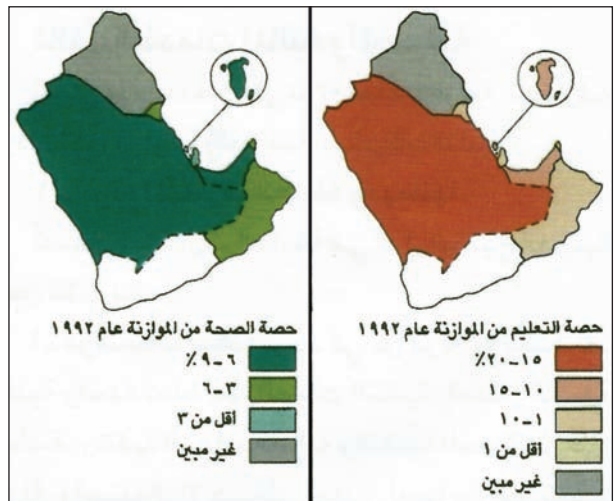 حصة التعليم من الموازنة عام ١٩٩٢
١٥-٢٠٪
١٠-١٥
١-١٠
أقل من ١
غير مبين
حصة الصحة من الموازنة عام ١٩٩٢
٦-٩٪
٣-٦
أقل من ٣
غير مبين